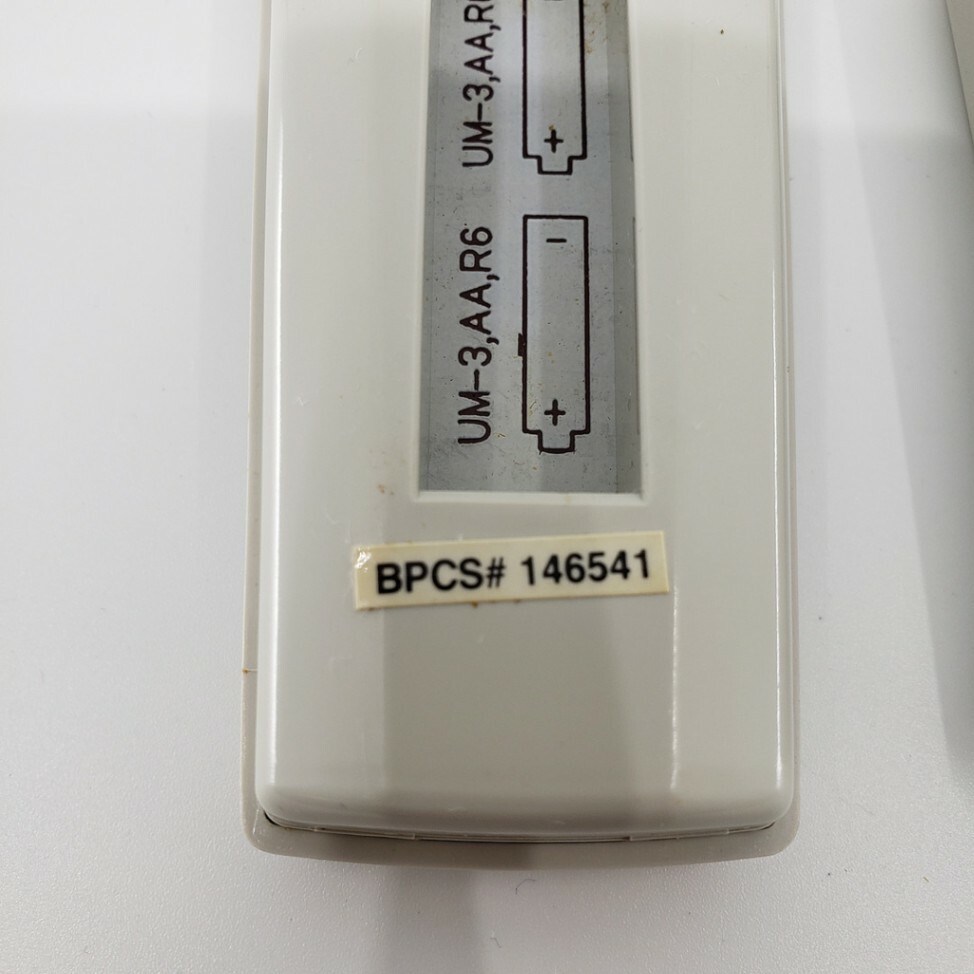 UM-3,AA,R6
+
−
UM-3,AA,R6
+
BPCS# 146541